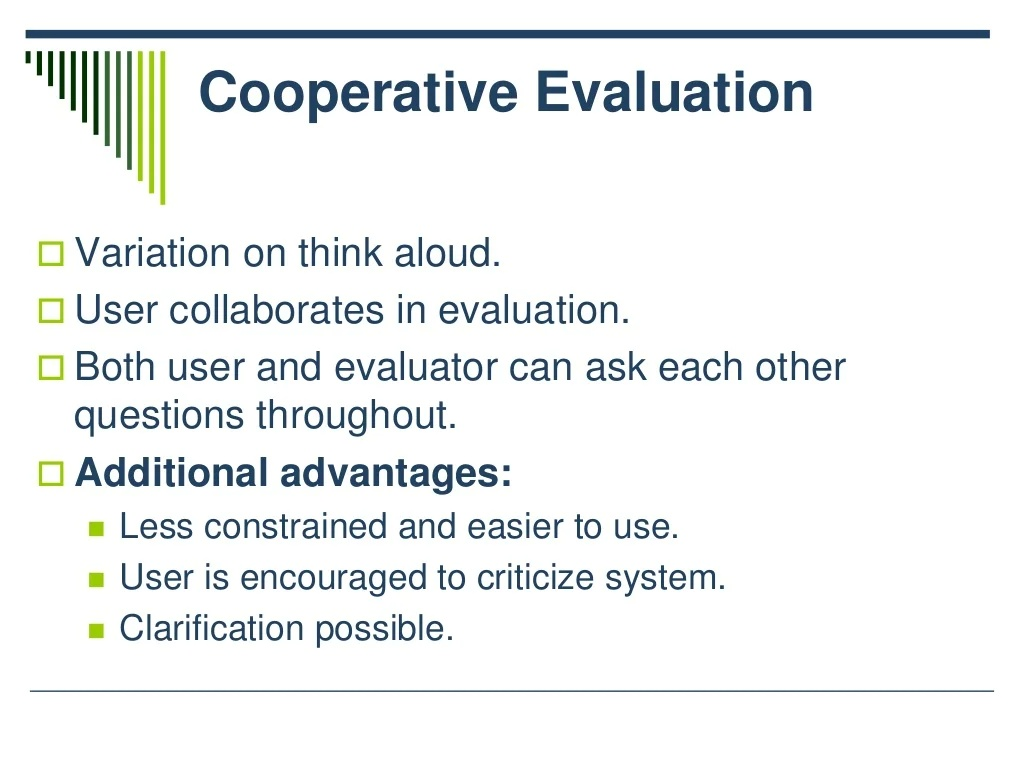 Cooperative Evaluation
Variation on think aloud.
User collaborates in evaluation.
Both user and evaluator can ask each other
questions throughout.
Additional advantages:
Less constrained and easier to use.
User is encouraged to criticize system.
Clarification possible.